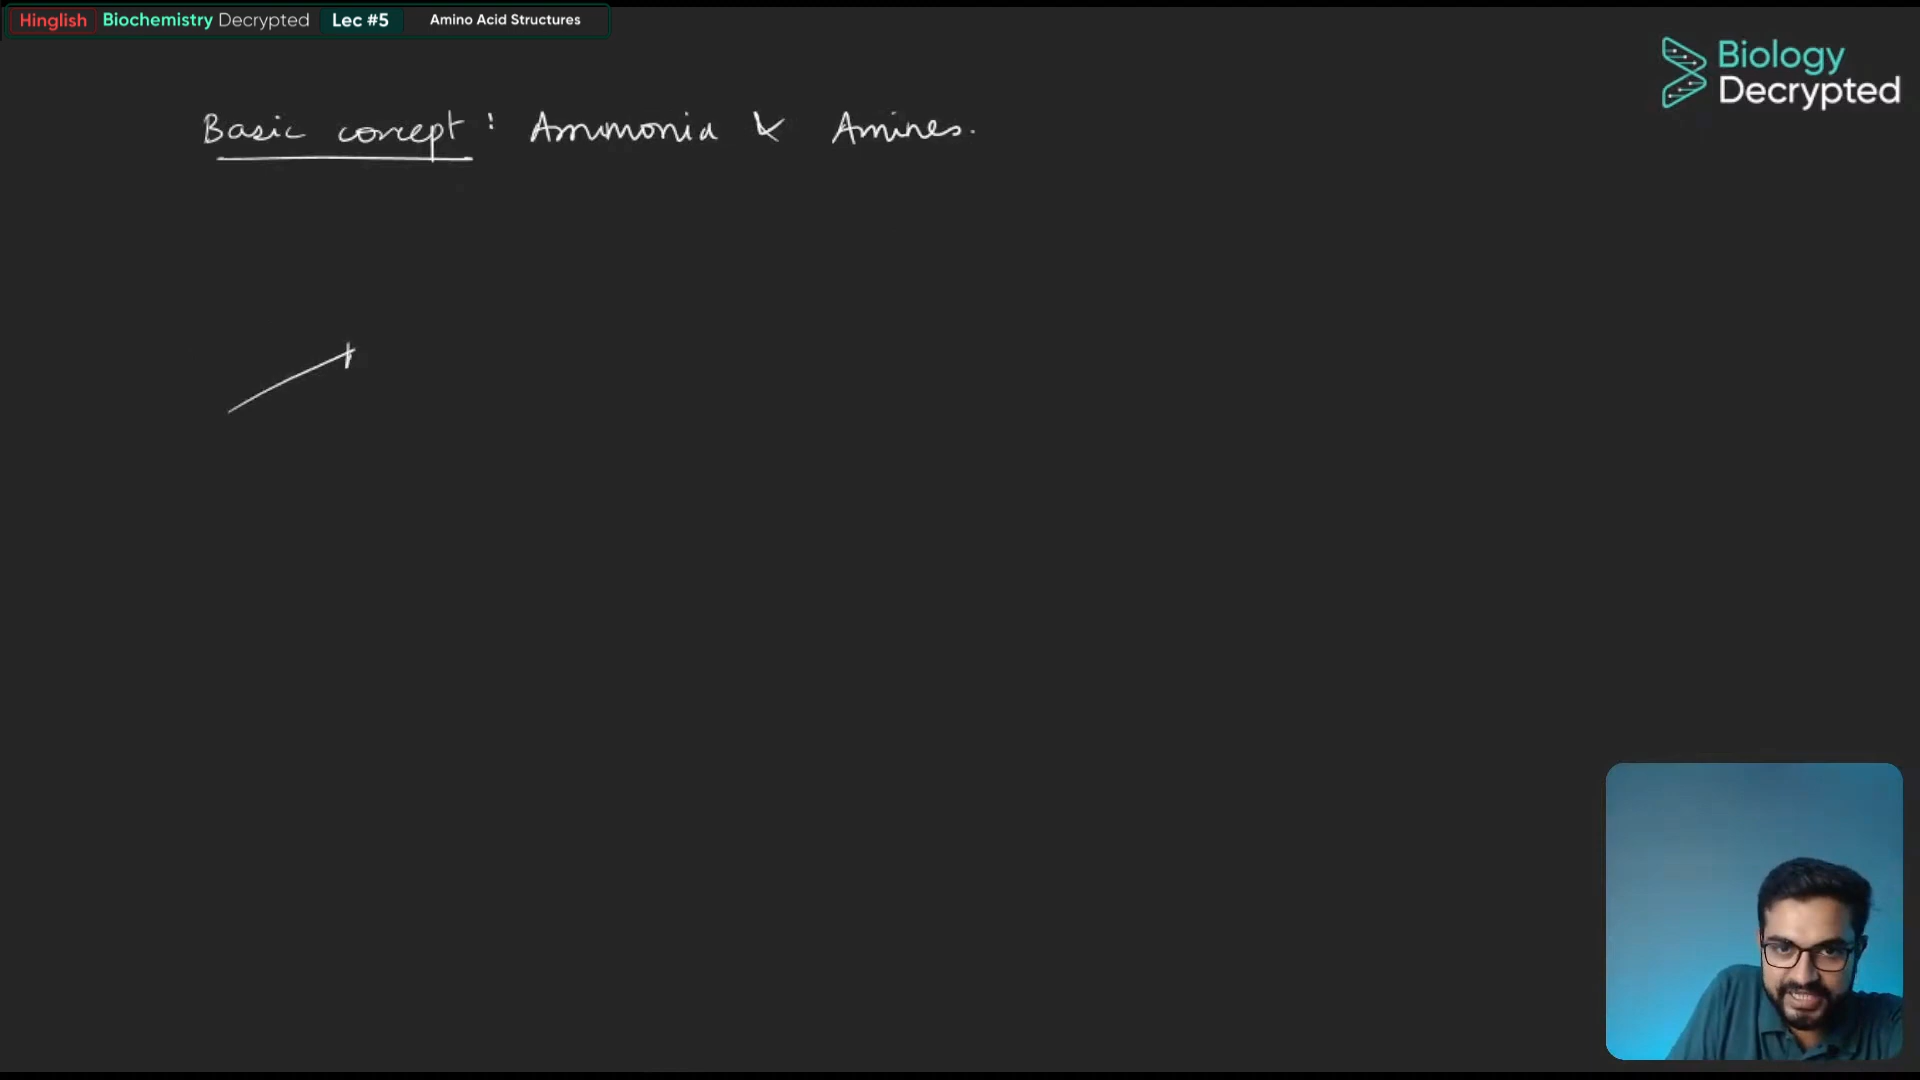 Hinglish Biochemistry Decrypted Lec #5 Amino Acid Structures
Biology
Decrypted
Basic concept : Ammonia & Amines.